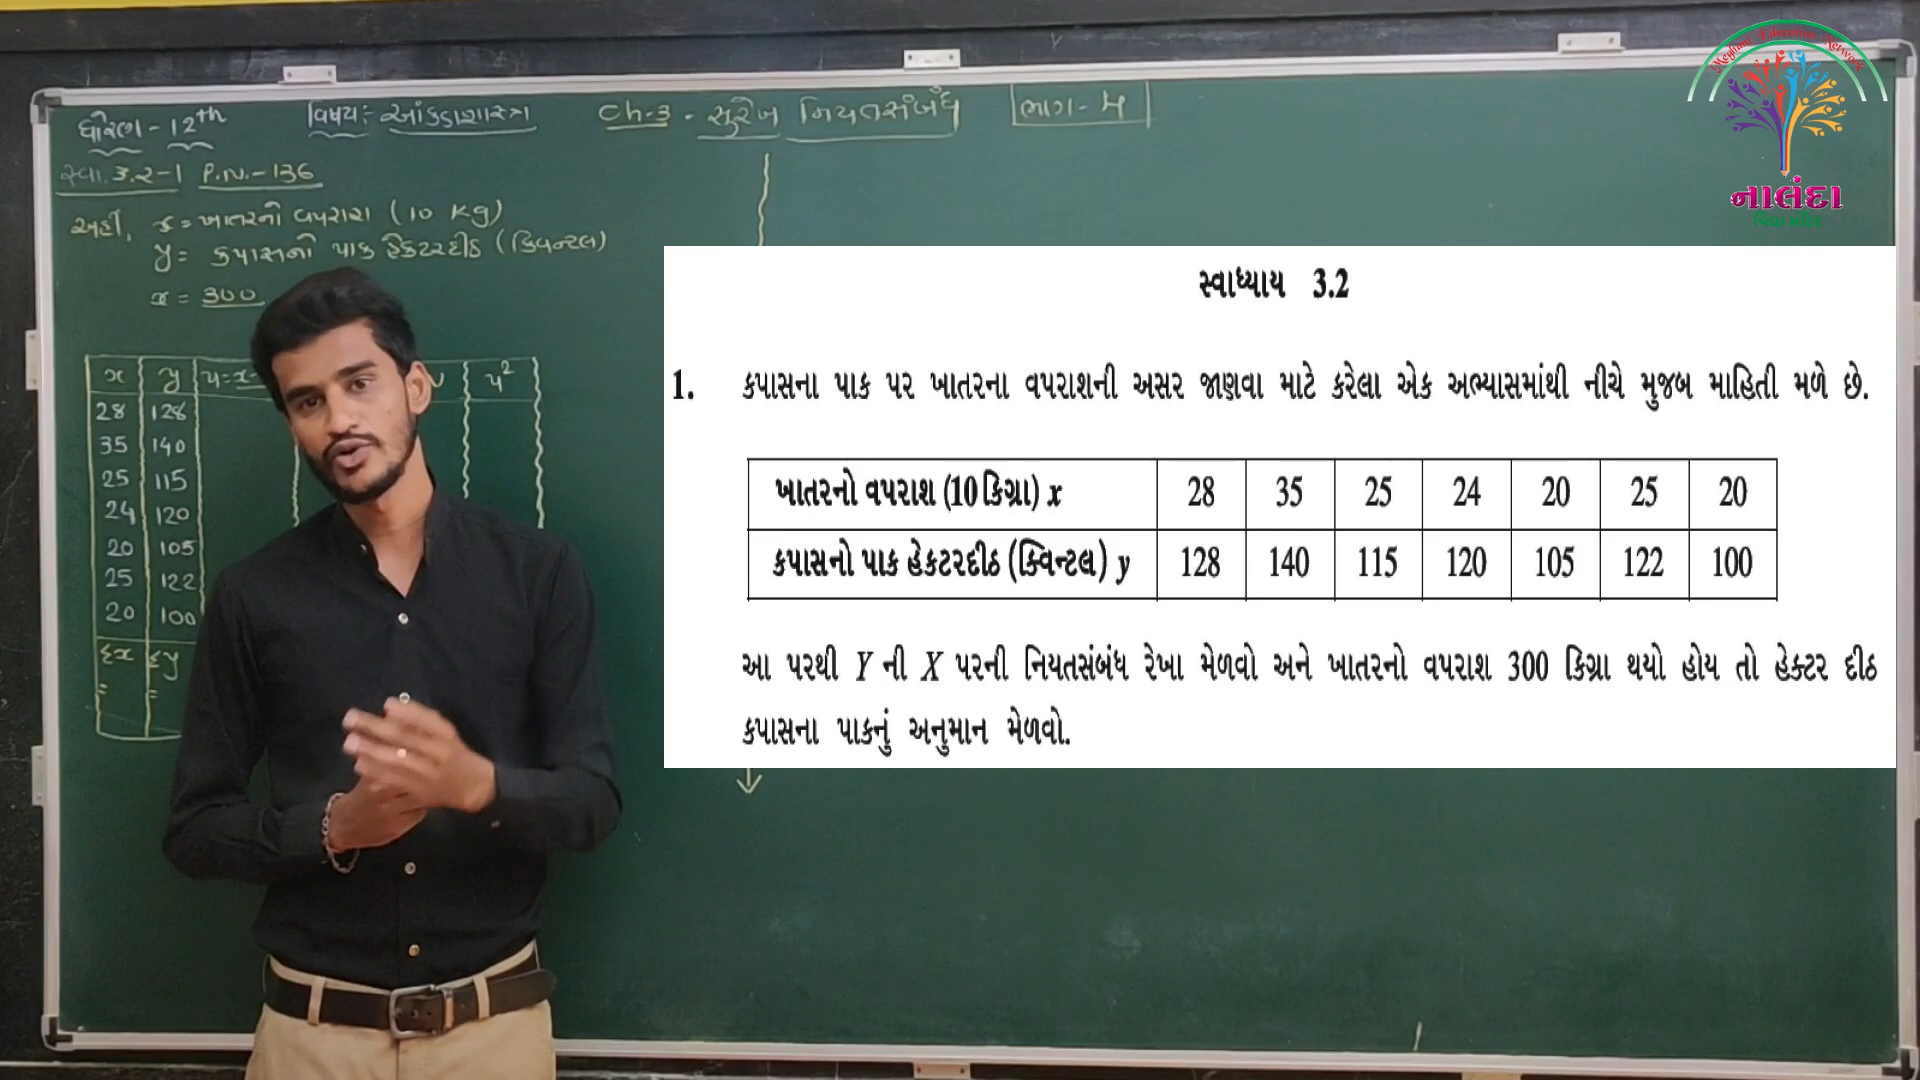 ધોરણ - 12th વિષય:- આંકડાશાસ્ત્ર Ch-3 - સુરેખ નિયતસંબંધ ભાગ-4
સ્વા. 3.2-1 P.N.-136
અહીં, x = ખાતરનો વપરાશ (10 Kg)
y = કપાસનો પાક હેક્ટરદીઠ (ક્વિન્ટલ)
x = 300
x y u=x- v u²
28 128
35 140
25 115
24 120
20 105
25 122
20 100
Σx Σy
= =
Meghana Education Network
નાલંદા
વિદ્યા મંદિર
સ્વાધ્યાય 3.2
1. કપાસના પાક પર ખાતરના વપરાશની અસર જાણવા માટે કરેલા એક અભ્યાસમાંથી નીચે મુજબ માહિતી મળે છે.
ખાતરનો વપરાશ (10 કિગ્રા) x 28 35 25 24 20 25 20
કપાસનો પાક હેક્ટરદીઠ (ક્વિન્ટલ) y 128 140 115 120 105 122 100
આ પરથી Y ની X પરની નિયતસંબંધ રેખા મેળવો અને ખાતરનો વપરાશ 300 કિગ્રા થયો હોય તો હેક્ટર દીઠ
કપાસના પાકનું અનુમાન મેળવો.